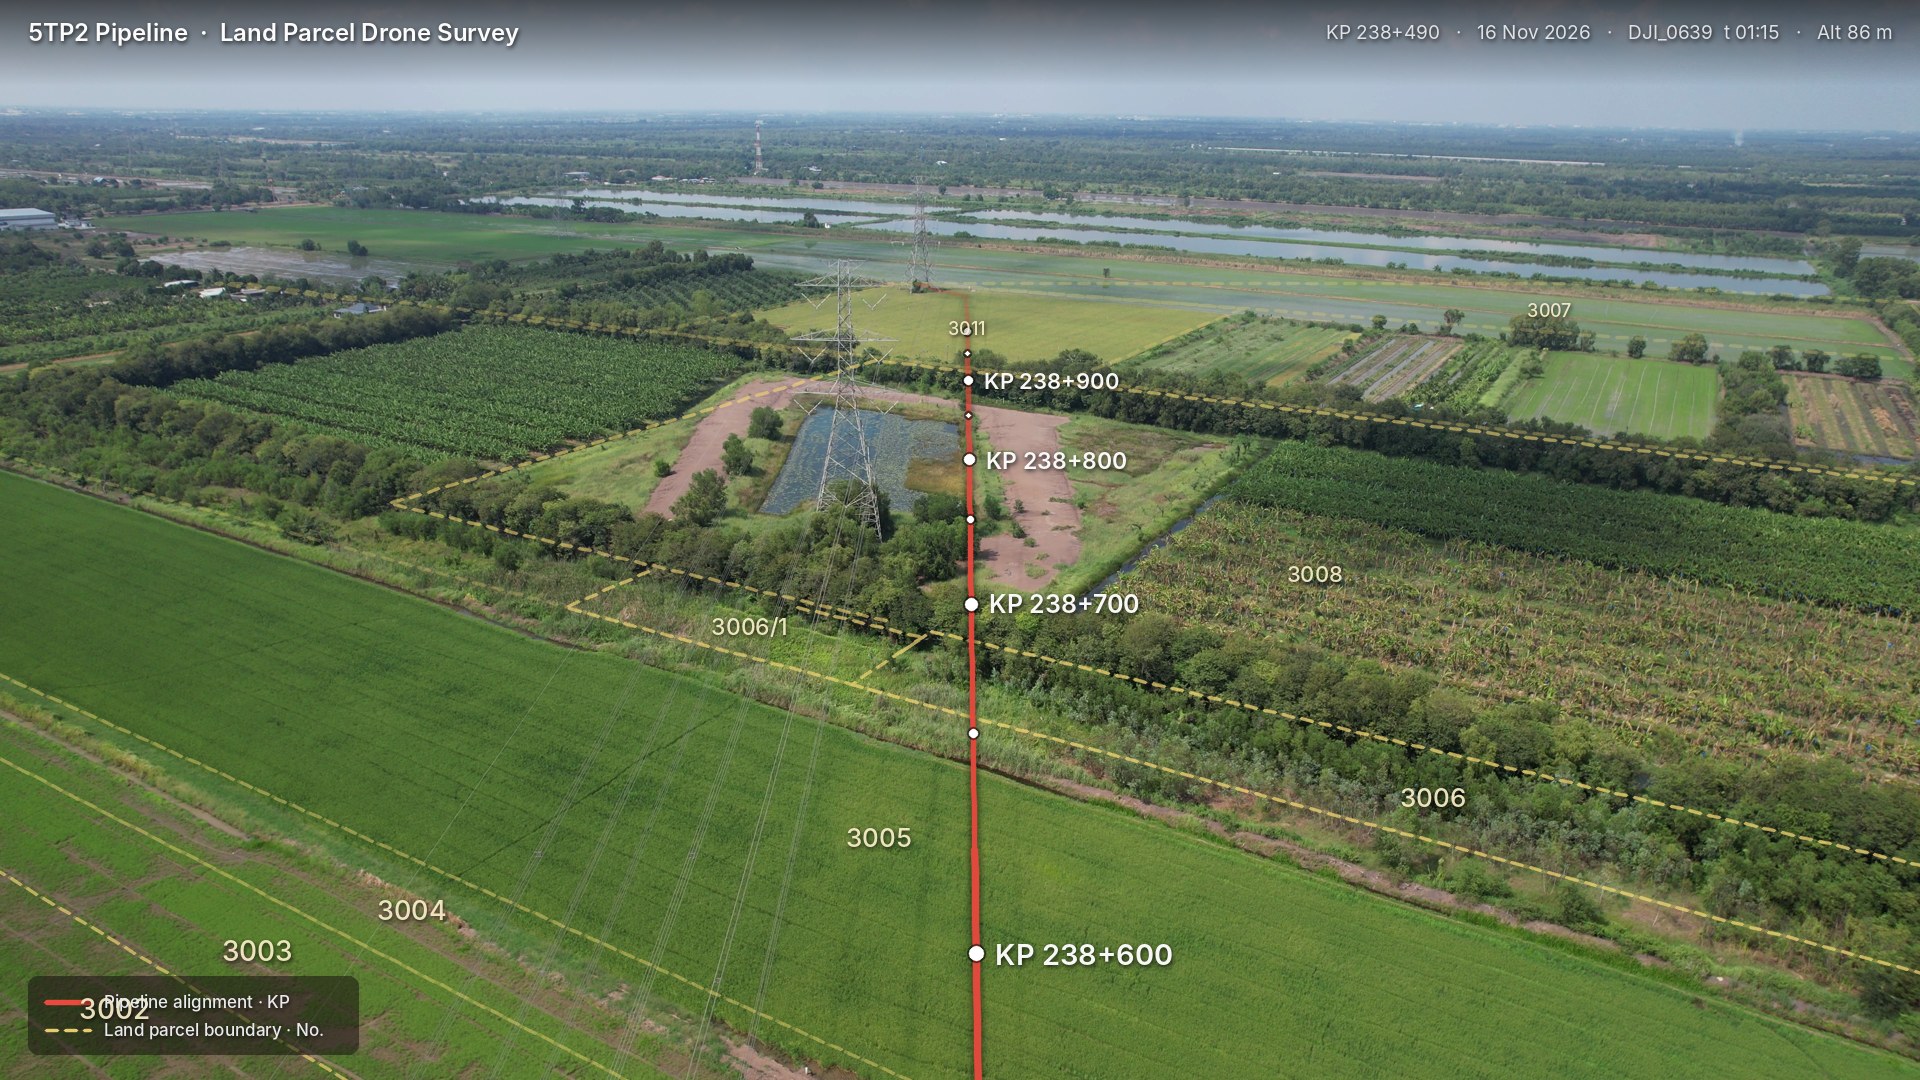 5TP2 Pipeline · Land Parcel Drone Survey
KP 238+490 · 16 Nov 2026 · DJI_0639 t 01:15 · Alt 86 m
3007
3011
KP 238+900
KP 238+800
3008
KP 238+700
3006/1
3006
3005
3004
3003
KP 238+600
3002
Pipeline alignment · KP
Land parcel boundary · No.